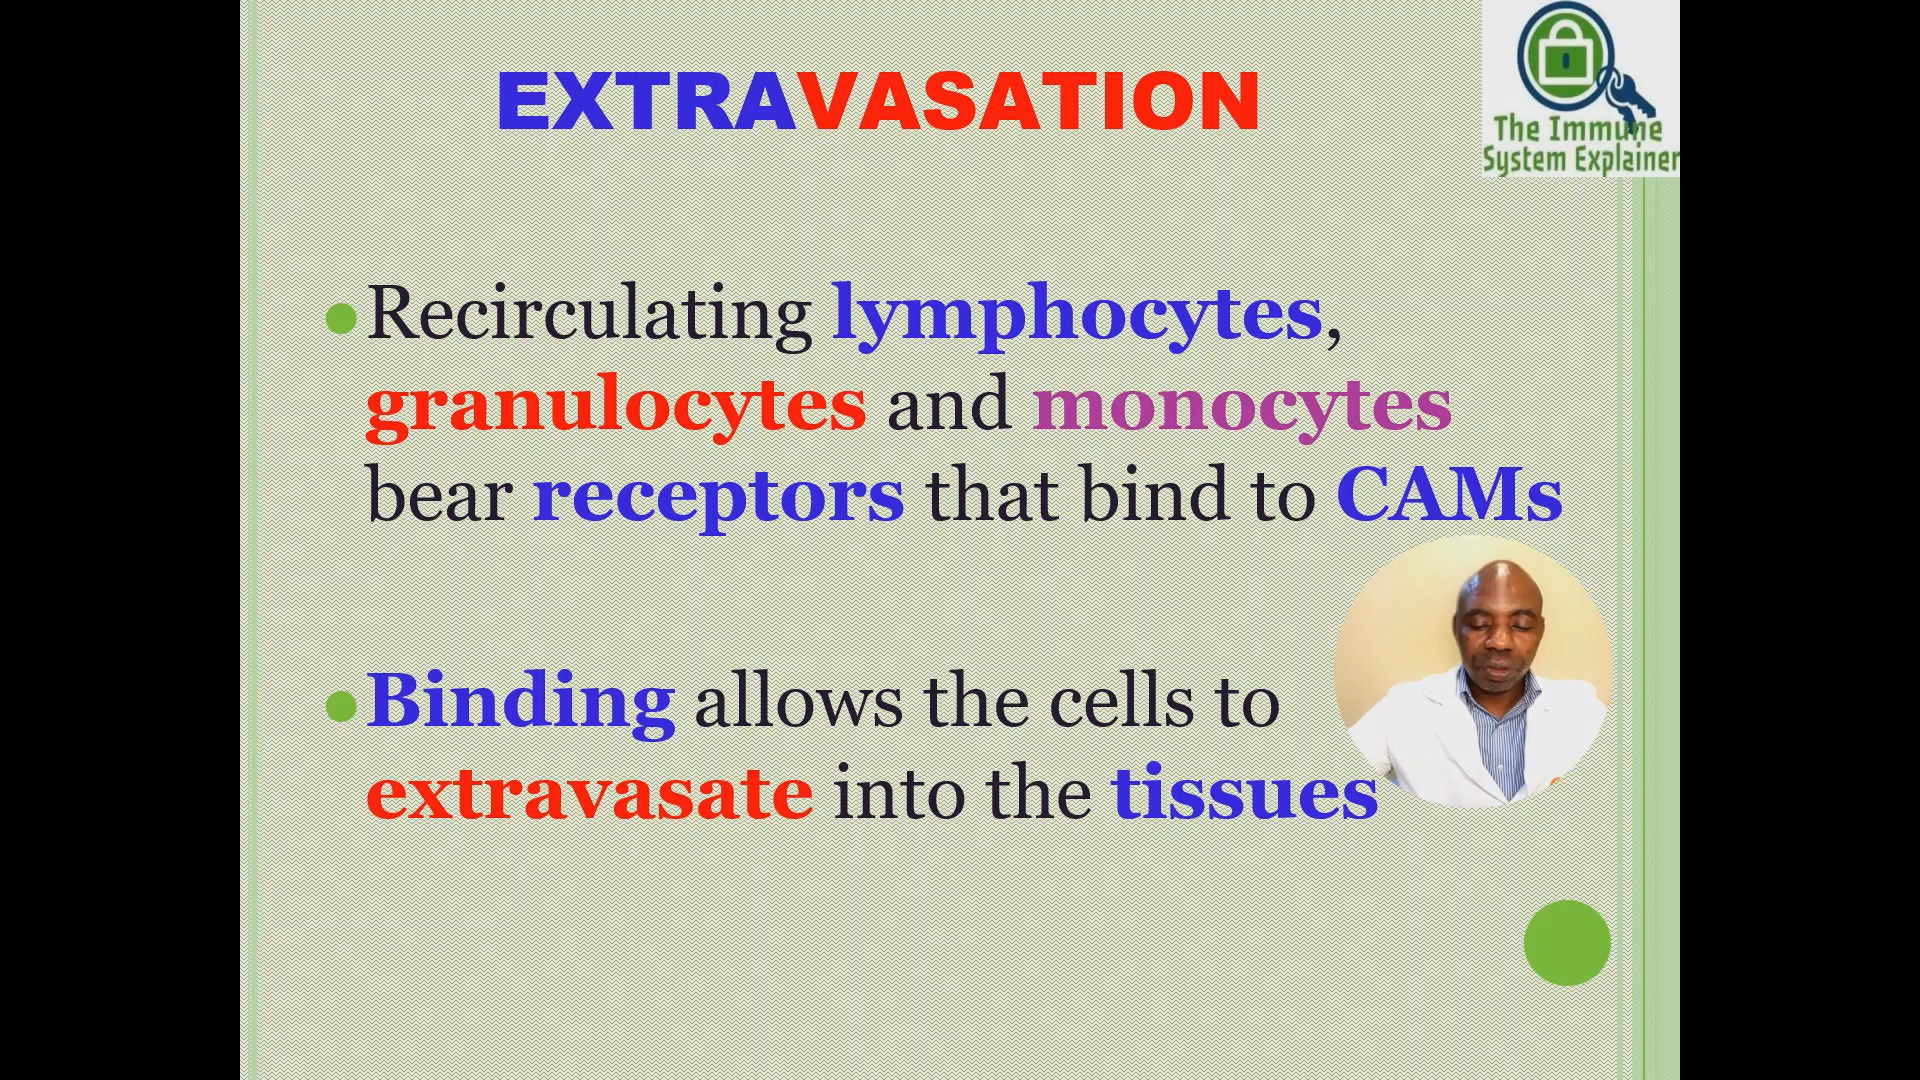 EXTRAVASATION
The Immune
System Explainer
Recirculating lymphocytes,
granulocytes and monocytes
bear receptors that bind to CAMs
Binding allows the cells to
extravasate into the tissues